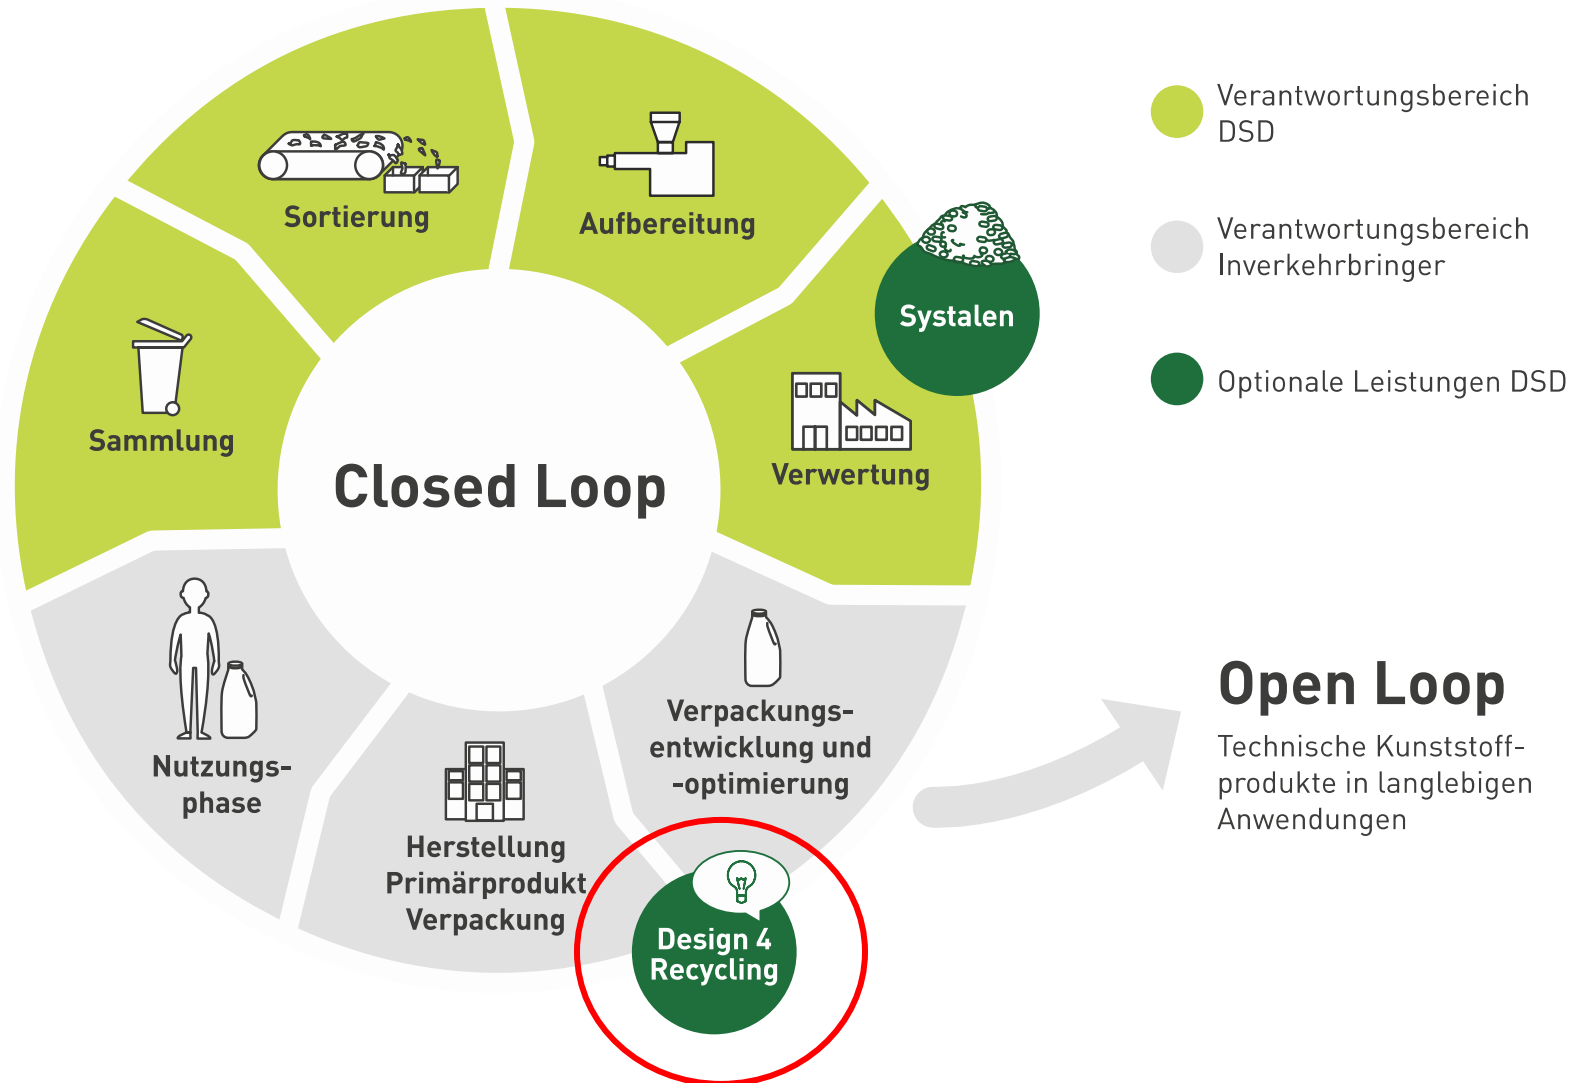 Sortierung
Aufbereitung
Sammlung
Systalen
Verwertung
Closed Loop
Nutzungs-
phase
Herstellung
Primärprodukt
Verpackung
Verpackungs-
entwicklung und
-optimierung
Design 4
Recycling
Verantwortungsbereich
DSD
Verantwortungsbereich
Inverkehrbringer
Optionale Leistungen DSD
Open Loop
Technische Kunststoff-
produkte in langlebigen
Anwendungen